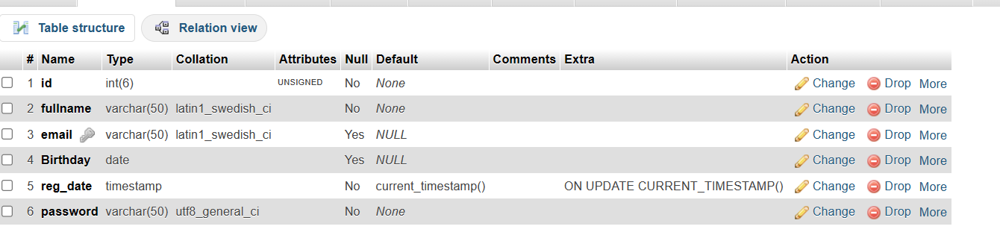 Table structure Relation view
# Name Type Collation Attributes Null Default Comments Extra Action
1 id int(6) UNSIGNED No None Change Drop More
2 fullname varchar(50) latin1_swedish_ci No None Change Drop More
3 email varchar(50) latin1_swedish_ci Yes NULL Change Drop More
4 Birthday date Yes NULL Change Drop More
5 reg_date timestamp No current_timestamp() ON UPDATE CURRENT_TIMESTAMP() Change Drop More
6 password varchar(50) utf8_general_ci No None Change Drop More